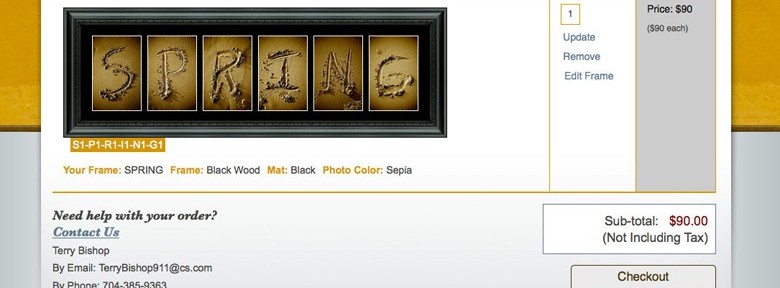 SPRING
1
Price: $90
($90 each)
Update
Remove
Edit Frame
S1-P1-R1-I1-N1-G1
Your Frame: SPRING Frame: Black Wood Mat: Black Photo Color: Sepia
Need help with your order?
Contact Us
Terry Bishop
By Email: TerryBishop911@cs.com
By Phone: 704-385-9363
Sub-total: $90.00
(Not Including Tax)
Checkout